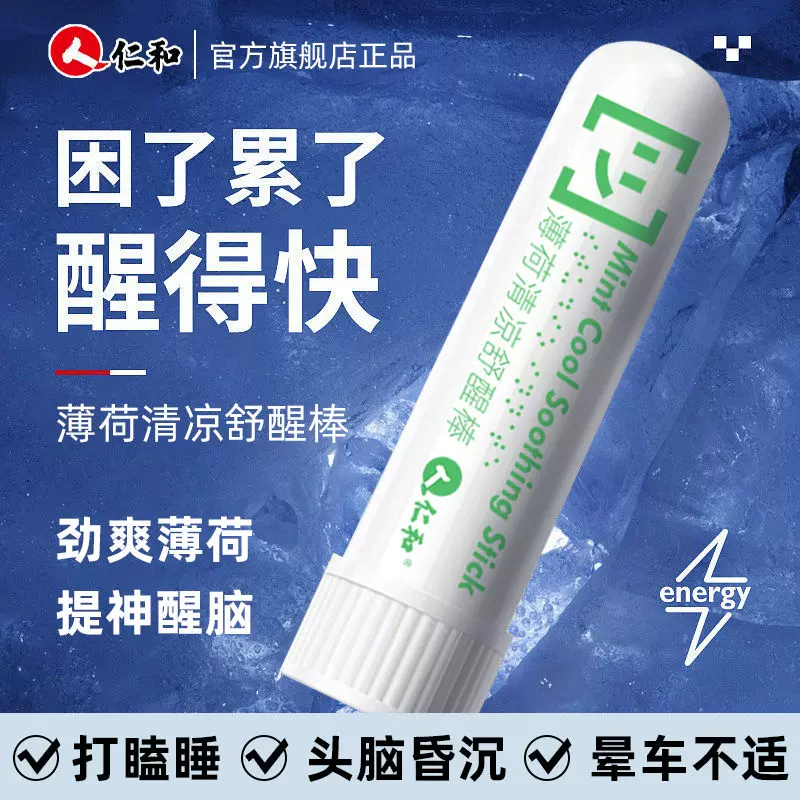 仁和 官方旗舰店正品
困了累了
醒得快
薄荷清凉舒醒棒
劲爽薄荷
提神醒脑
Mint Cool Soothing Stick
薄荷清凉舒醒棒
仁和®
energy
打瞌睡 头脑昏沉 晕车不适